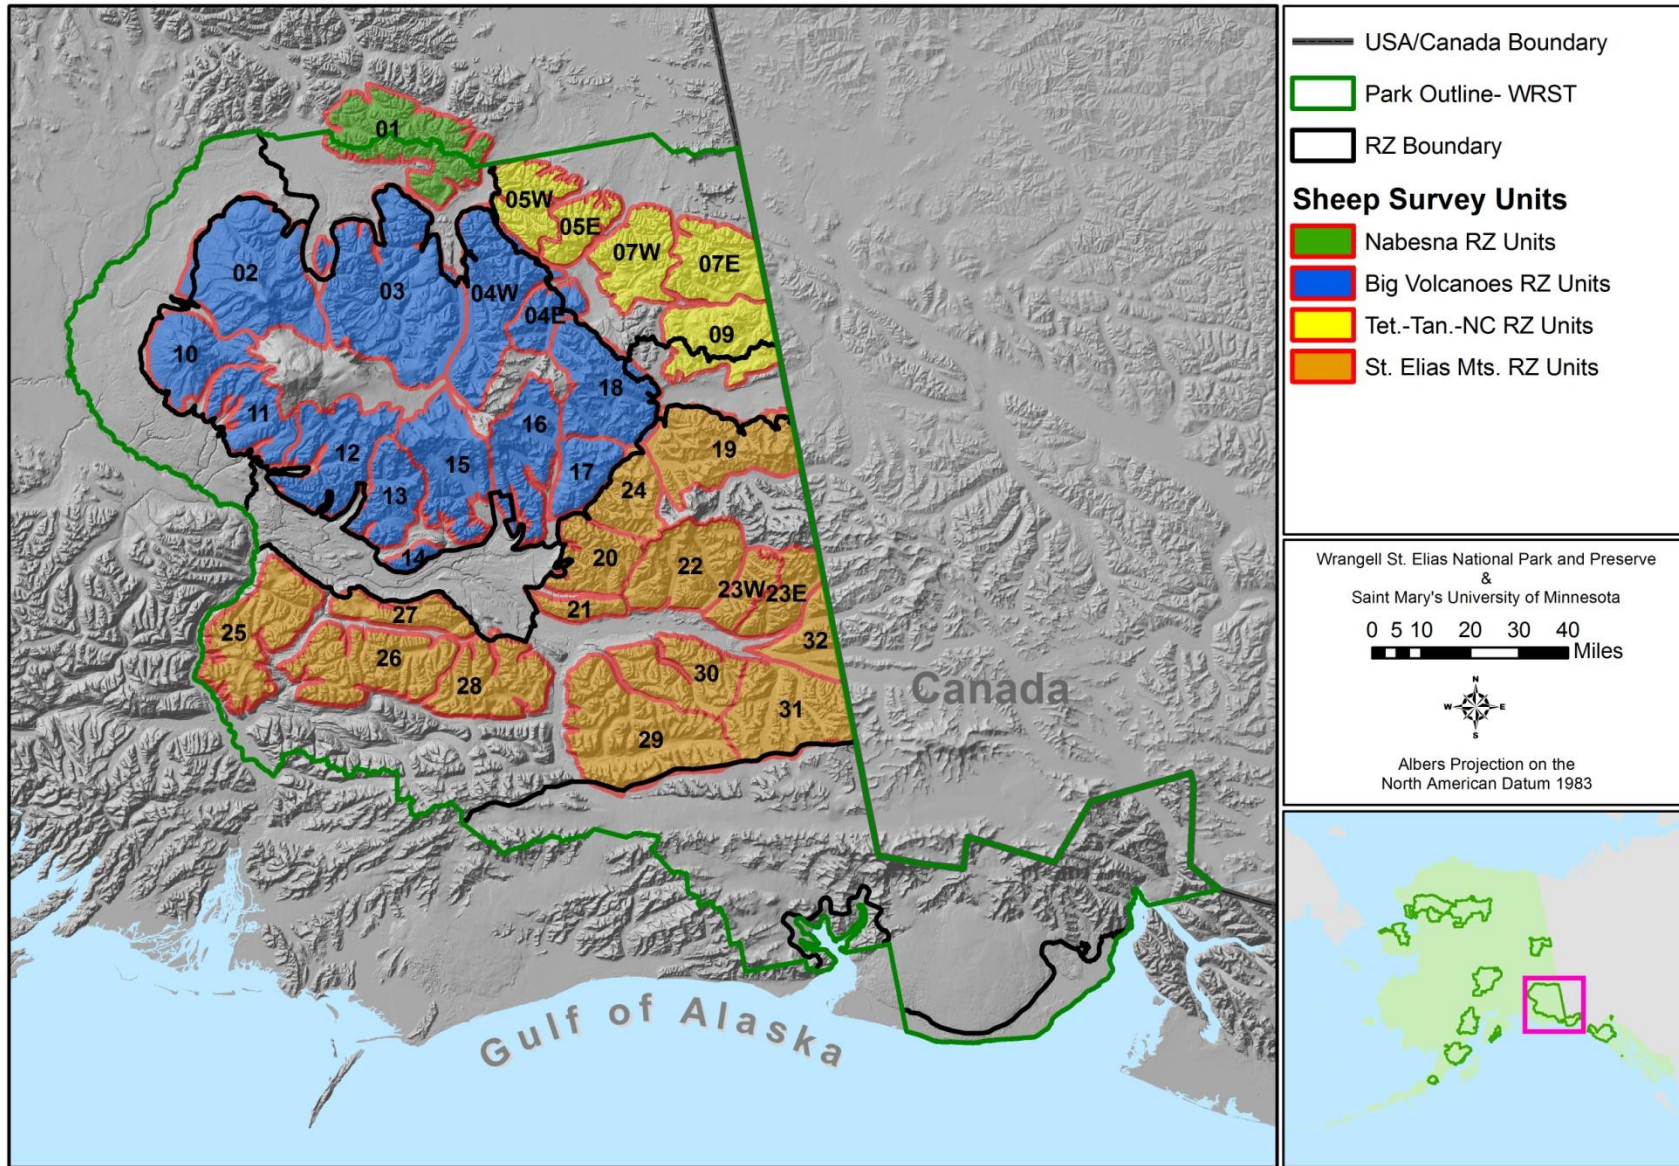 01
05W
05E
07W
07E
02
03
04W
04E
09
10
11
12
13
14
15
16
17
18
19
24
20
22
23W
23E
21
32
27
25
26
28
30
31
29
Canada
Gulf of Alaska
USA/Canada Boundary
Park Outline- WRST
RZ Boundary
Sheep Survey Units
Nabesna RZ Units
Big Volcanoes RZ Units
Tet.-Tan.-NC RZ Units
St. Elias Mts. RZ Units
Wrangell St. Elias National Park and Preserve
&
Saint Mary's University of Minnesota
0 5 10 20 30 40
Miles
N
W E
S
Albers Projection on the
North American Datum 1983